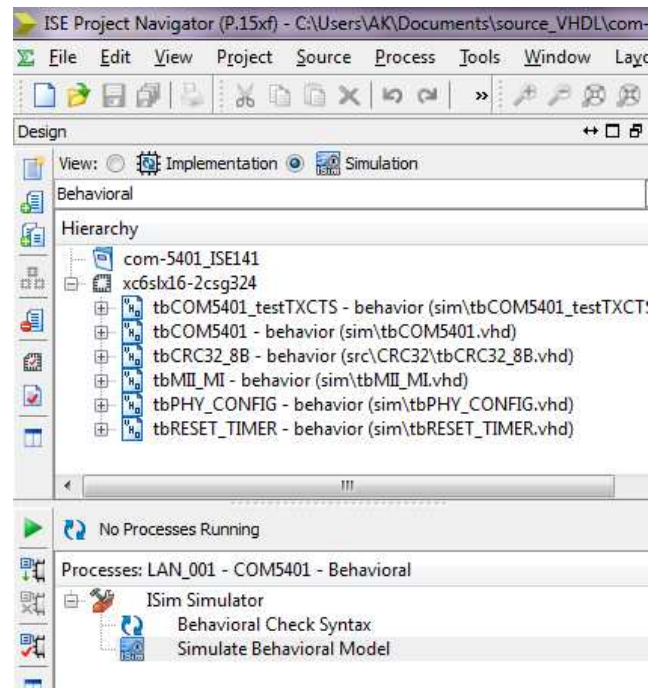 ISE Project Navigator (P.15xf) - C:\Users\AK\Documents\source_VHDL\com-
File Edit View Project Source Process Tools Window Layo
Design
View: Implementation Simulation
Behavioral
Hierarchy
com-5401_ISE141
xc6slx16-2csg324
tbCOM5401_testTXCTS - behavior (sim\tbCOM5401_testTXCTS
tbCOM5401 - behavior (sim\tbCOM5401.vhd)
tbCRC32_8B - behavior (src\CRC32\tbCRC32_8B.vhd)
tbMII_MI - behavior (sim\tbMII_MI.vhd)
tbPHY_CONFIG - behavior (sim\tbPHY_CONFIG.vhd)
tbRESET_TIMER - behavior (sim\tbRESET_TIMER.vhd)
No Processes Running
Processes: LAN_001 - COM5401 - Behavioral
ISim Simulator
Behavioral Check Syntax
Simulate Behavioral Model